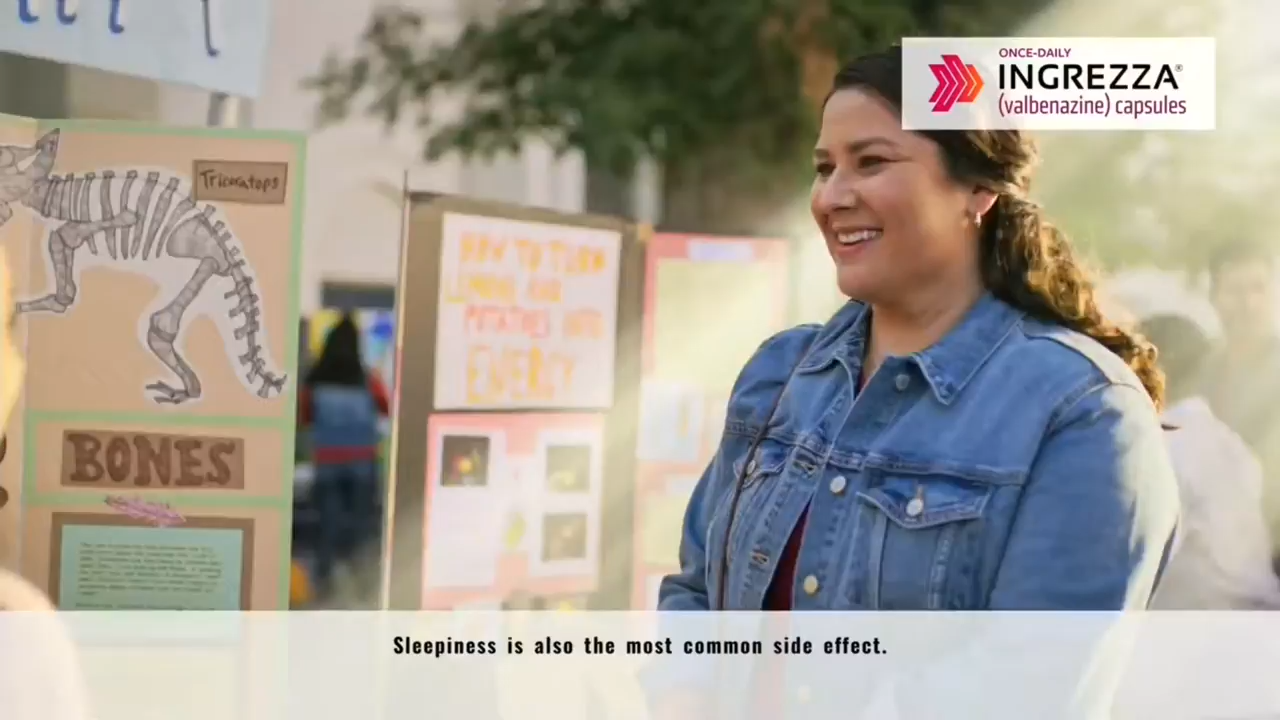 ONCE-DAILY
INGREZZA®
(valbenazine) capsules
Triceratops
HOW TO TURN
LEMONS AND
POTATOES INTO
ENERGY
BONES
Sleepiness is also the most common side effect.